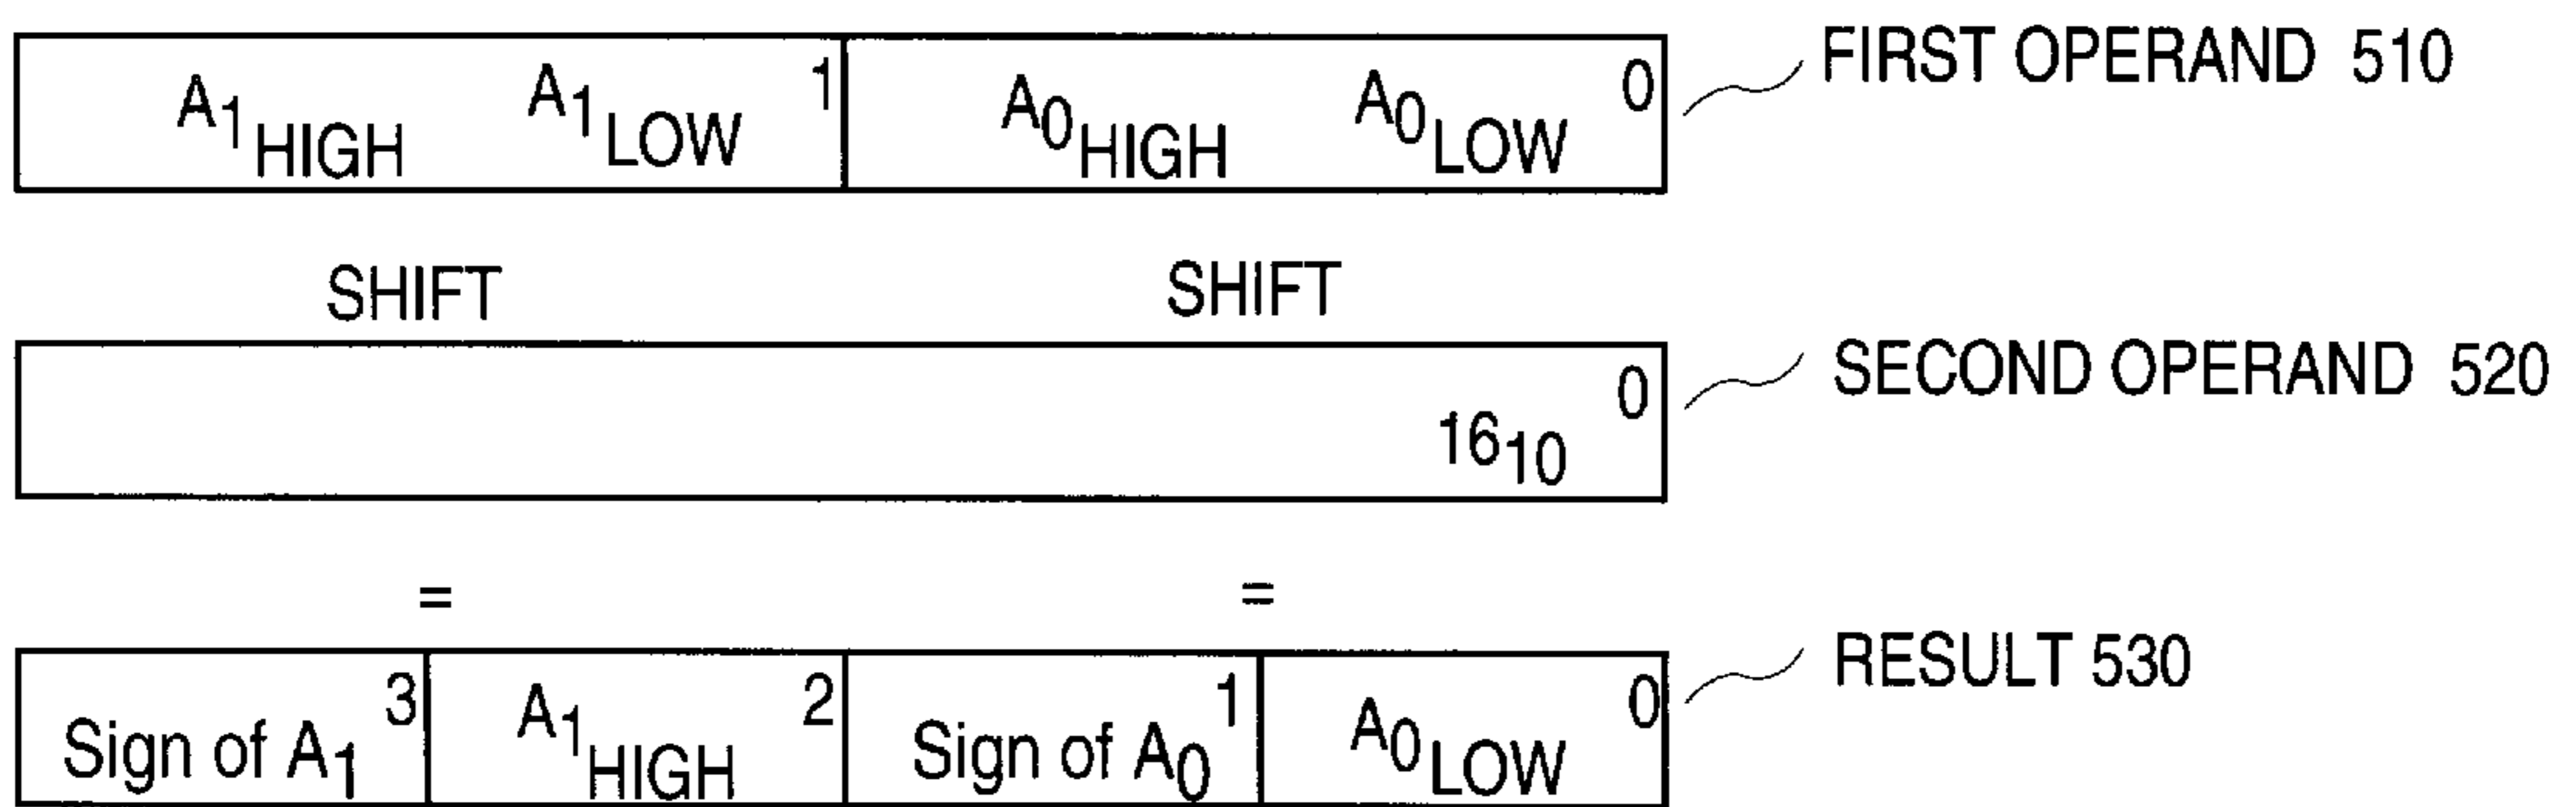 A1HIGH A1LOW 1 A0HIGH A0LOW 0 FIRST OPERAND 510
SHIFT SHIFT
1610 0 SECOND OPERAND 520
= =
Sign of A1 3 A1HIGH 2 Sign of A0 1 A0LOW 0 RESULT 530